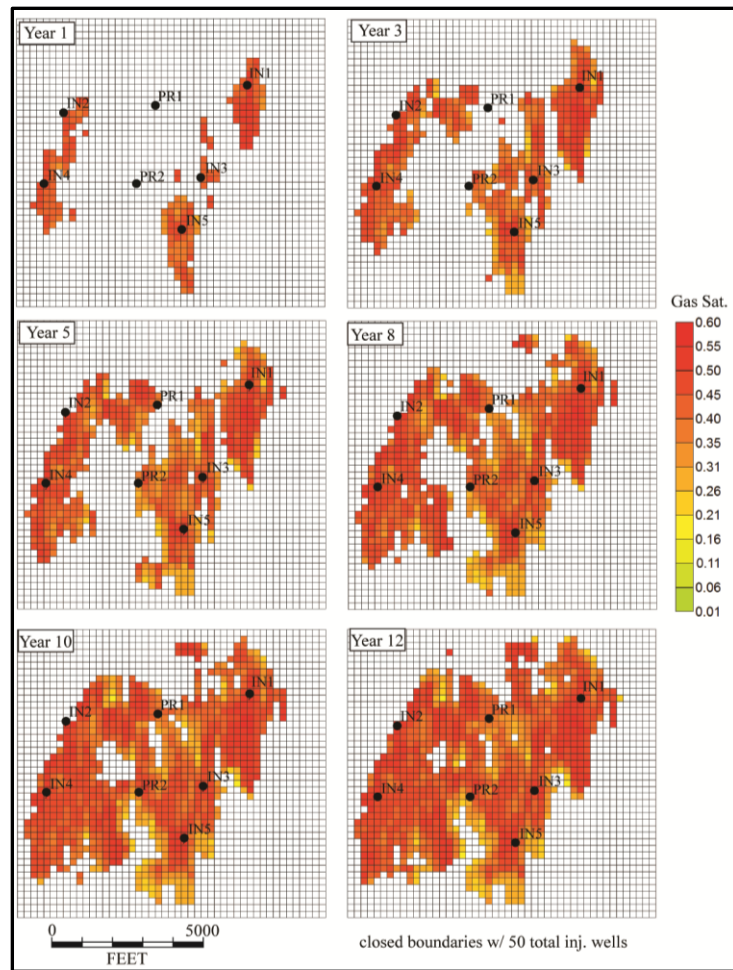 Year 1
IN1
IN2
PR1
IN3
IN4
PR2
IN5
Year 3
IN1
IN2
PR1
IN3
IN4
PR2
IN5
Gas Sat.
0.60
0.55
0.50
0.45
0.40
0.35
0.31
0.26
0.21
0.16
0.11
0.06
0.01
Year 5
IN1
IN2
PR1
IN3
IN4
PR2
IN5
Year 8
IN1
IN2
PR1
IN3
IN4
PR2
IN5
Year 10
IN1
IN2
PR1
IN3
IN4
PR2
IN5
Year 12
IN1
IN2
PR1
IN3
IN4
PR2
IN5
0 5000
FEET
closed boundaries w/ 50 total inj. wells